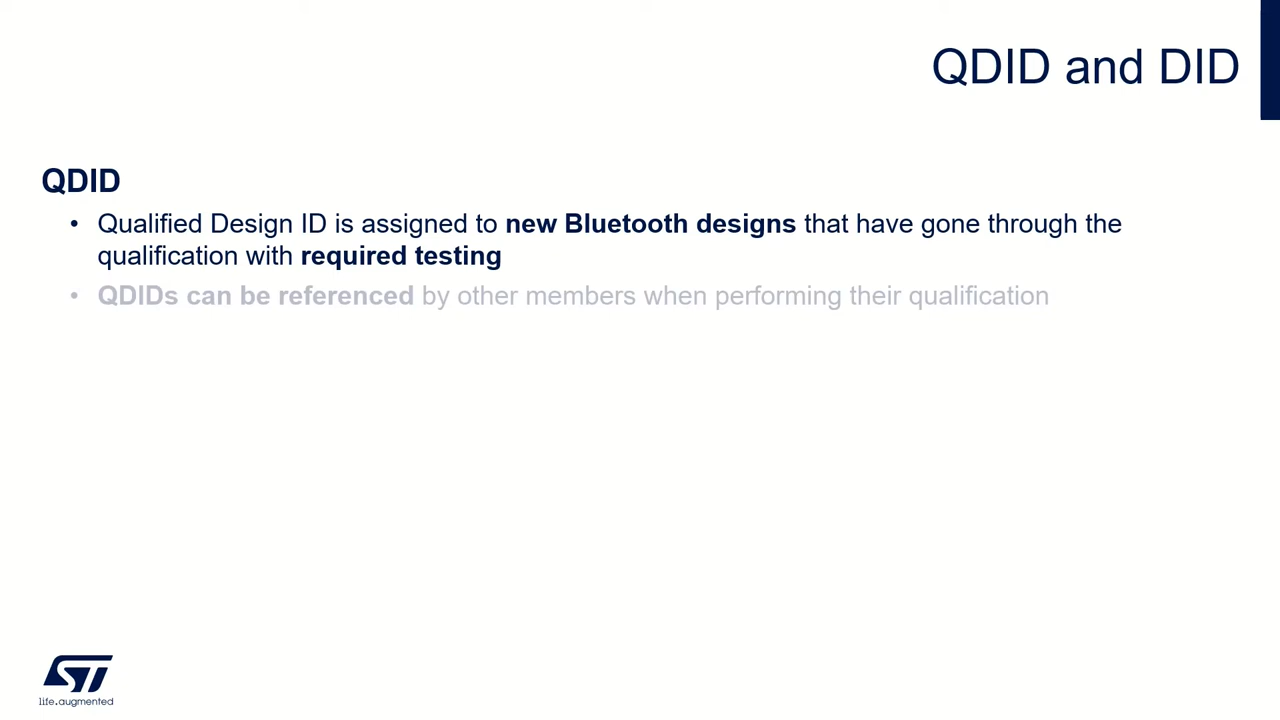 QDID and DID
QDID
• Qualified Design ID is assigned to new Bluetooth designs that have gone through the
qualification with required testing
• QDIDs can be referenced by other members when performing their qualification
ST
life.augmented